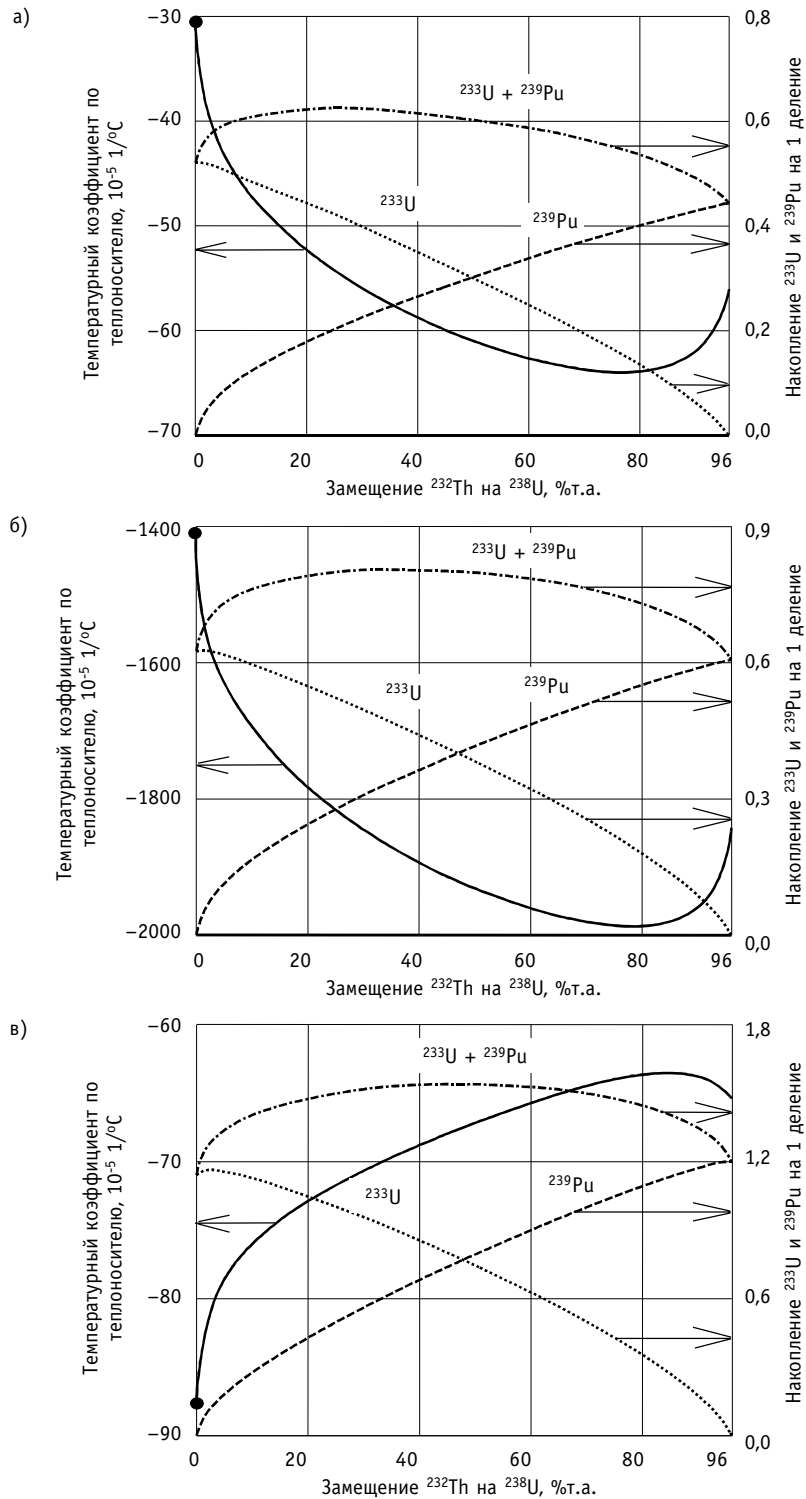 а)
Температурный коэффициент по
теплоносителю, 10-5 1/oC
−30
−40
−50
−60
−70
233U + 239Pu
233U
239Pu
0,8
0,6
0,4
0,2
0,0
Накопление 233U и 239Pu на 1 деление
0 20 40 60 80 96
Замещение 232Th на 238U, %т.а.
б)
Температурный коэффициент по
теплоносителю, 10-5 1/oC
−1400
−1600
−1800
−2000
233U + 239Pu
233U
239Pu
0,9
0,6
0,3
0,0
Накопление 233U и 239Pu на 1 деление
0 20 40 60 80 96
Замещение 232Th на 238U, %т.а.
в)
Температурный коэффициент по
теплоносителю, 10-5 1/oC
−60
−70
−80
−90
233U + 239Pu
233U
239Pu
1,8
1,2
0,6
0,0
Накопление 233U и 239Pu на 1 деление
0 20 40 60 80 96
Замещение 232Th на 238U, %т.а.